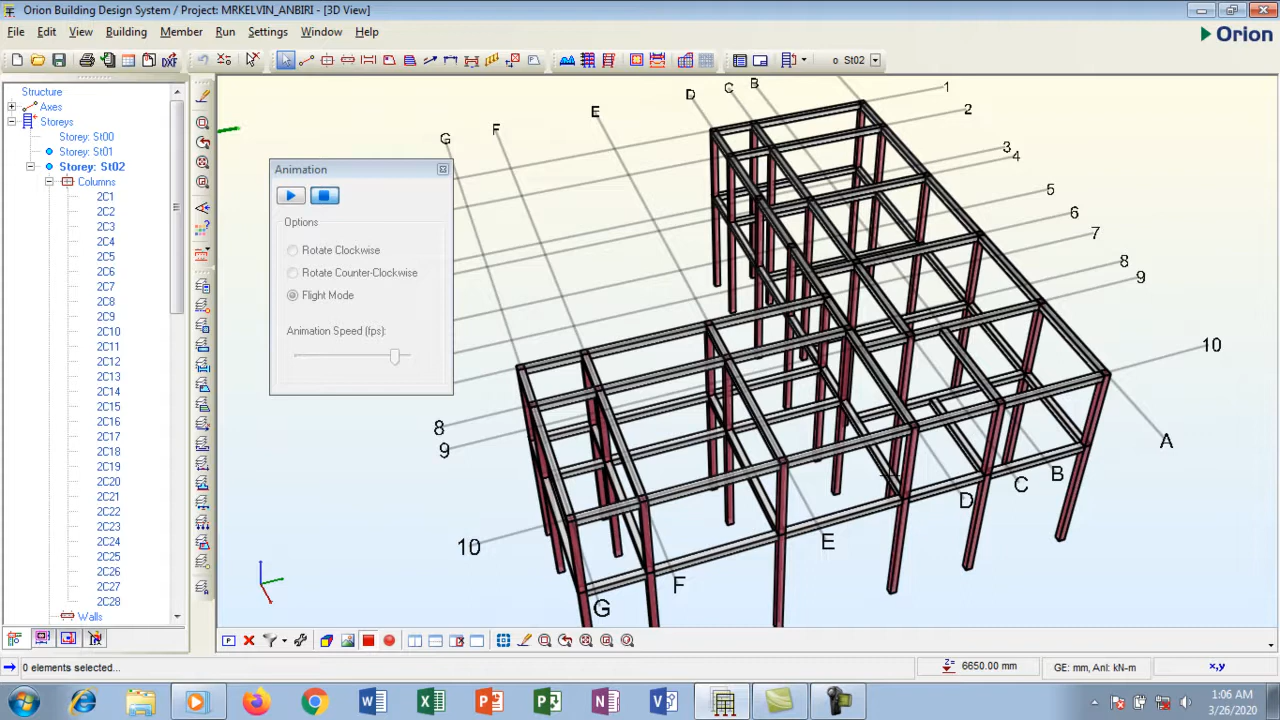 Orion Building Design System / Project: MRKELVIN_ANBIRI - [3D View]
File Edit View Building Member Run Settings Window Help
Orion
St02
Structure
Axes
Storeys
Storey: St00
Storey: St01
Storey: St02
Columns
2C1
2C2
2C3
2C4
2C5
2C6
2C7
2C8
2C9
2C10
2C11
2C12
2C13
2C14
2C15
2C16
2C17
2C18
2C19
2C20
2C21
2C22
2C23
2C24
2C25
2C26
2C27
2C28
Walls
Animation
Options
Rotate Clockwise
Rotate Counter-Clockwise
Flight Mode
Animation Speed (fps):
G F E D C B
1
2
3
4
5
6
7
8
9
10
8
9
10
A
B
C
D
E
F
G
0 elements selected...
Z= 6650.00 mm
GE: mm, Anl: kN-m
x,y
1:06 AM
3/26/2020